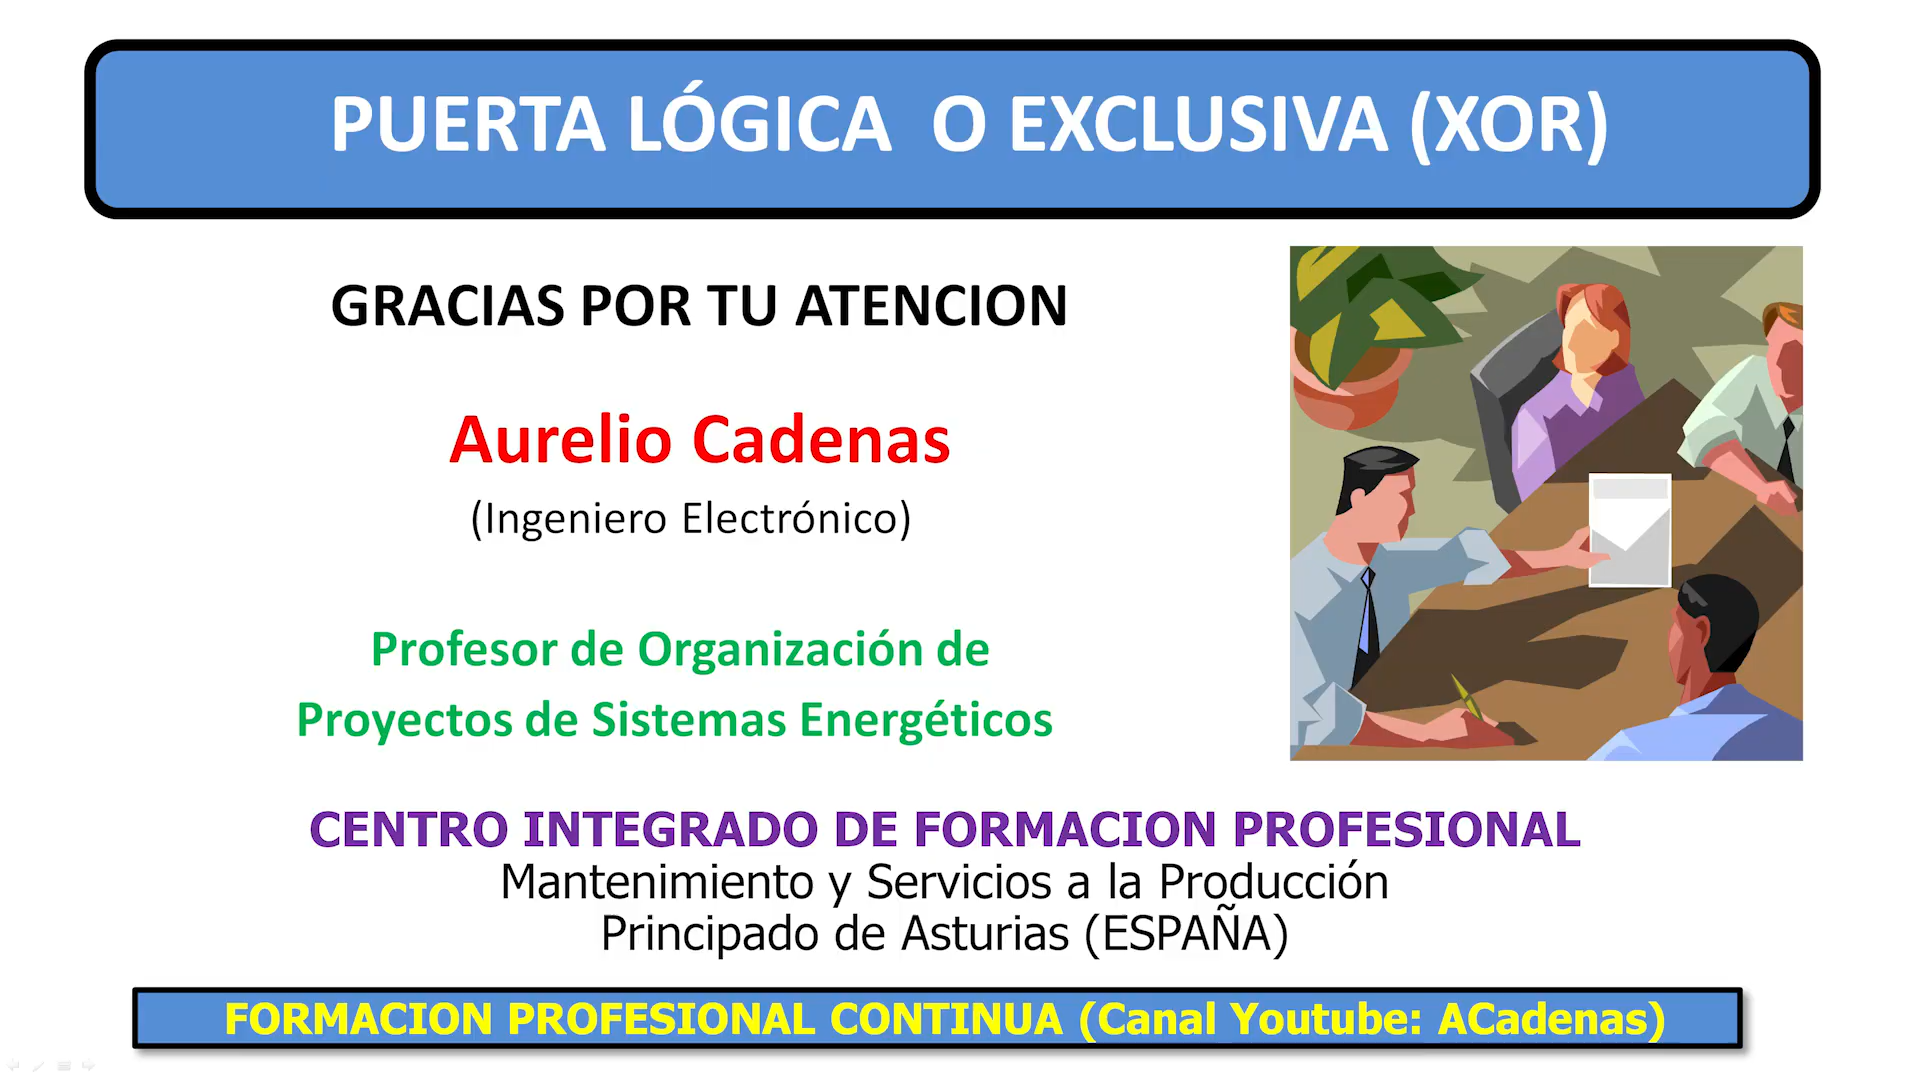 PUERTA LÓGICA O EXCLUSIVA (XOR)
GRACIAS POR TU ATENCION
Aurelio Cadenas
(Ingeniero Electrónico)
Profesor de Organización de
Proyectos de Sistemas Energéticos
CENTRO INTEGRADO DE FORMACION PROFESIONAL
Mantenimiento y Servicios a la Producción
Principado de Asturias (ESPAÑA)
FORMACION PROFESIONAL CONTINUA (Canal Youtube: ACadenas)